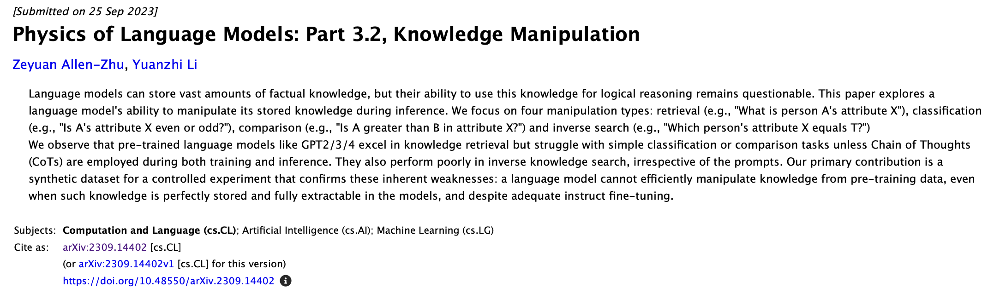 [Submitted on 25 Sep 2023]
Physics of Language Models: Part 3.2, Knowledge Manipulation
Zeyuan Allen-Zhu, Yuanzhi Li
Language models can store vast amounts of factual knowledge, but their ability to use this knowledge for logical reasoning remains questionable. This paper explores a
language model's ability to manipulate its stored knowledge during inference. We focus on four manipulation types: retrieval (e.g., "What is person A's attribute X"), classification
(e.g., "Is A's attribute X even or odd?"), comparison (e.g., "Is A greater than B in attribute X?") and inverse search (e.g., "Which person's attribute X equals T?")
We observe that pre-trained language models like GPT2/3/4 excel in knowledge retrieval but struggle with simple classification or comparison tasks unless Chain of Thoughts
(CoTs) are employed during both training and inference. They also perform poorly in inverse knowledge search, irrespective of the prompts. Our primary contribution is a
synthetic dataset for a controlled experiment that confirms these inherent weaknesses: a language model cannot efficiently manipulate knowledge from pre-training data, even
when such knowledge is perfectly stored and fully extractable in the models, and despite adequate instruct fine-tuning.
Subjects: Computation and Language (cs.CL); Artificial Intelligence (cs.AI); Machine Learning (cs.LG)
Cite as: arXiv:2309.14402 [cs.CL]
(or arXiv:2309.14402v1 [cs.CL] for this version)
https://doi.org/10.48550/arXiv.2309.14402